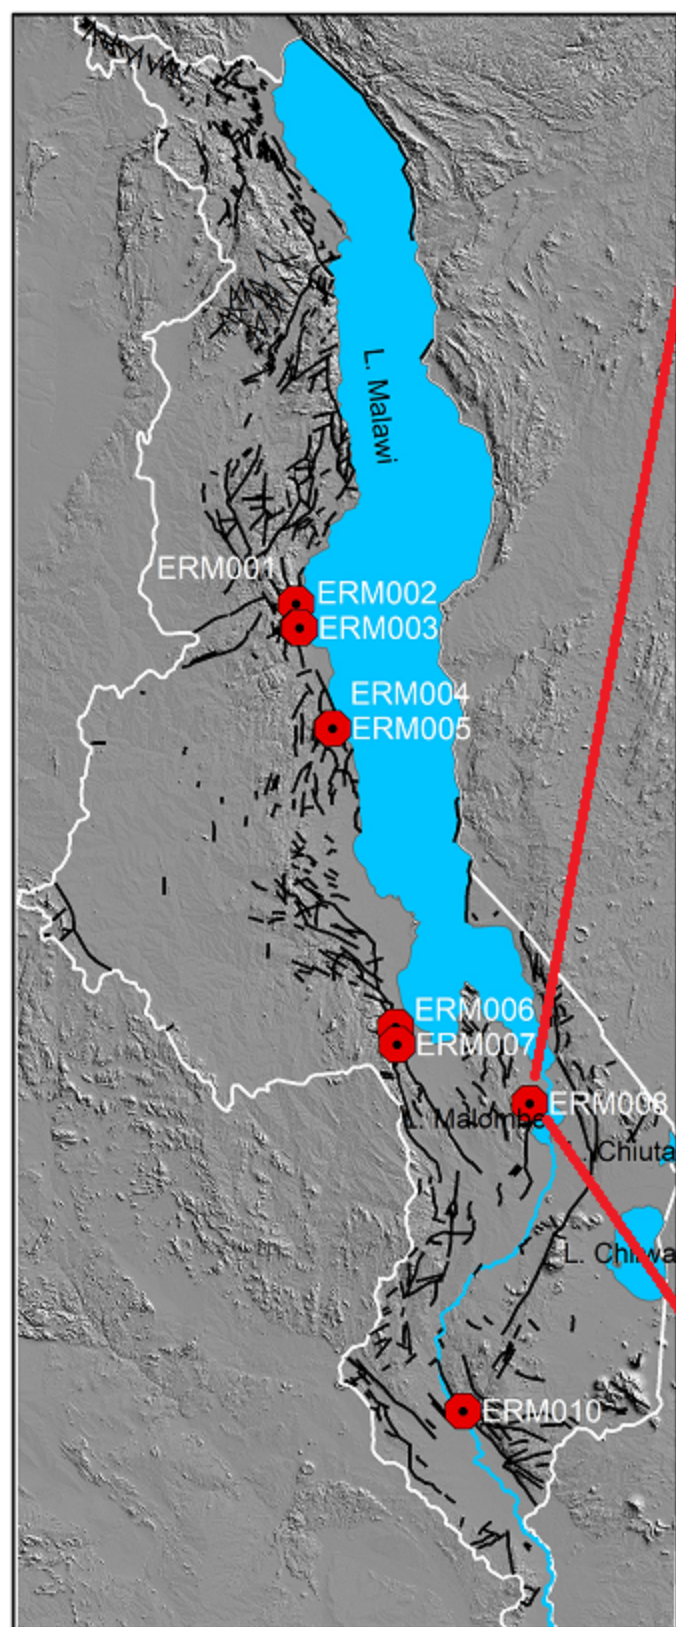 L. Malawi
ERM001
ERM002
ERM003
ERM004
ERM005
ERM006
ERM007
ERM008
L. Malombe
L. Chiuta
L. Chilwa
ERM010